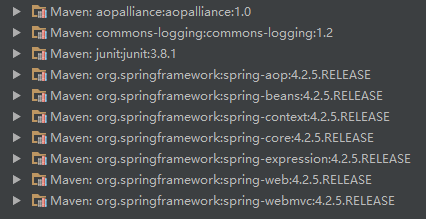 Maven: aopalliance:aopalliance:1.0
Maven: commons-logging:commons-logging:1.2
Maven: junit:junit:3.8.1
Maven: org.springframework:spring-aop:4.2.5.RELEASE
Maven: org.springframework:spring-beans:4.2.5.RELEASE
Maven: org.springframework:spring-context:4.2.5.RELEASE
Maven: org.springframework:spring-core:4.2.5.RELEASE
Maven: org.springframework:spring-expression:4.2.5.RELEASE
Maven: org.springframework:spring-web:4.2.5.RELEASE
Maven: org.springframework:spring-webmvc:4.2.5.RELEASE